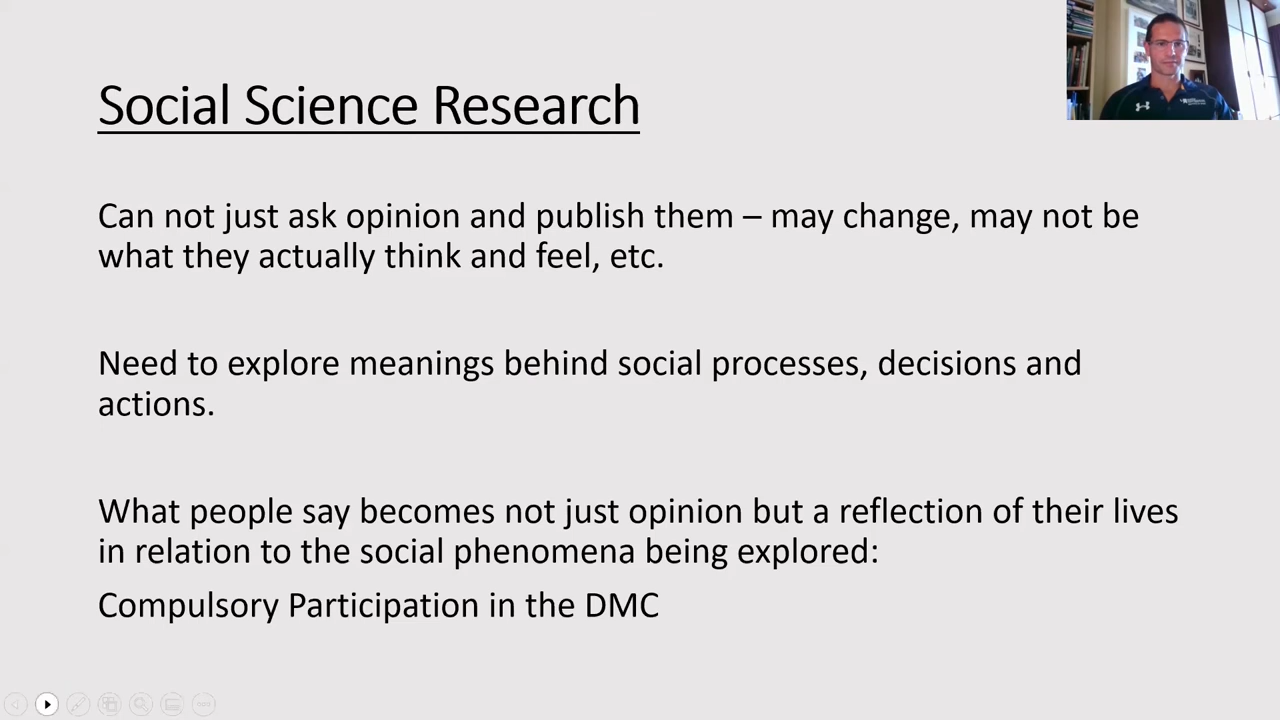 Social Science Research
Can not just ask opinion and publish them – may change, may not be
what they actually think and feel, etc.
Need to explore meanings behind social processes, decisions and
actions.
What people say becomes not just opinion but a reflection of their lives
in relation to the social phenomena being explored:
Compulsory Participation in the DMC